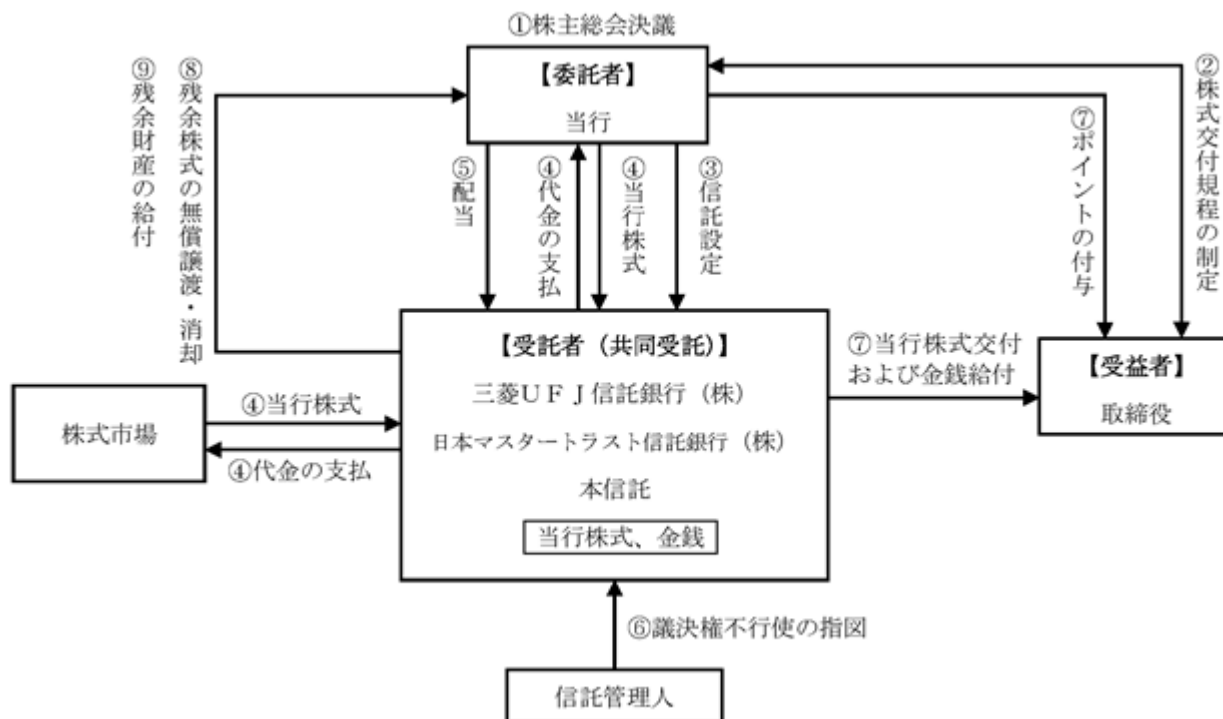 ①株主総会決議
【委託者】
当行
⑨残余財産の給付
⑧残余株式の無償譲渡・消却
⑤配当
④代金の支払
④当行株式
③信託設定
⑦ポイントの付与
②株式交付規程の制定
【受託者（共同受託）】
三菱UFJ信託銀行（株）
日本マスタートラスト信託銀行（株）
本信託
当行株式、金銭
株式市場
④当行株式
④代金の支払
⑦当行株式交付
および金銭給付
【受益者】
取締役
⑥議決権不行使の指図
信託管理人